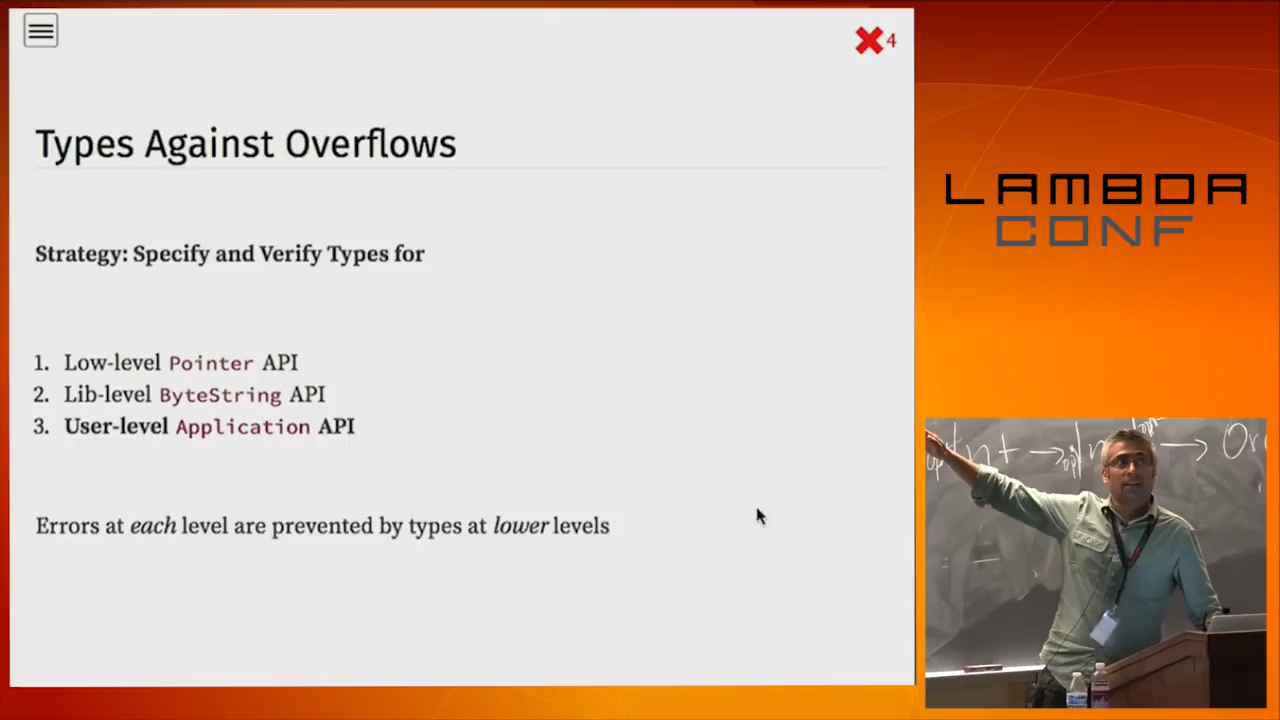 4
Types Against Overflows
Strategy: Specify and Verify Types for
1. Low-level Pointer API
2. Lib-level ByteString API
3. User-level Application API
Errors at each level are prevented by types at lower levels
LAMBDA
CONF